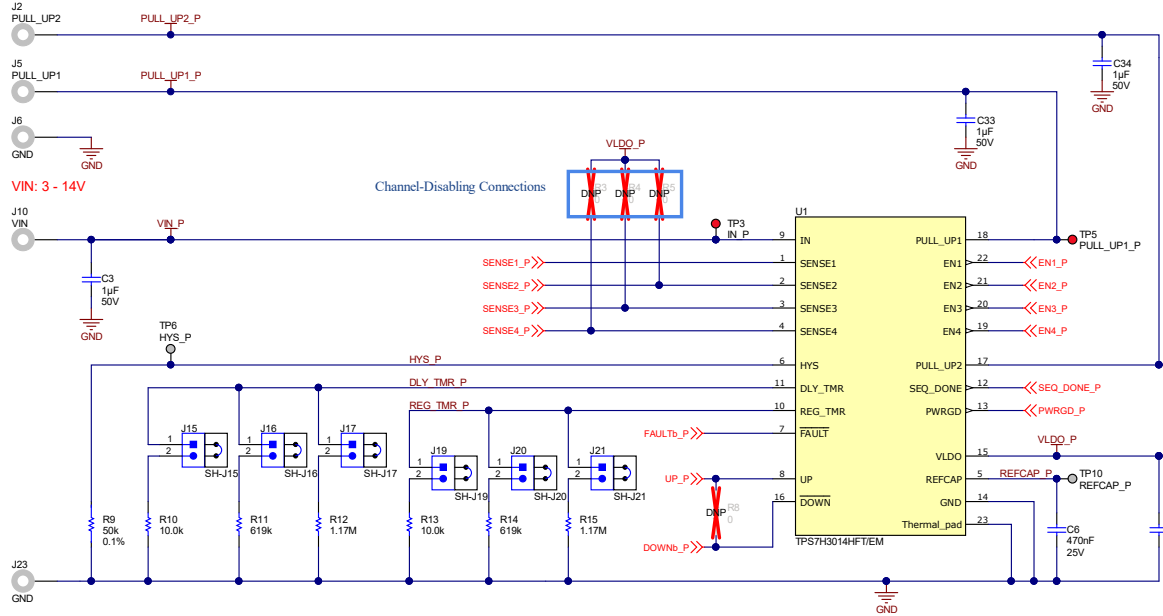 J2
PULL_UP2
PULL_UP2_P
C34
1µF
50V
GND
J5
PULL_UP1
PULL_UP1_P
C33
1µF
50V
GND
J6
GND
GND
VIN: 3 - 14V
Channel-Disabling Connections
VLDO_P
R3
DNP
0
R4
DNP
0
R5
DNP
0
J10
VIN
VIN_P
C3
1µF
50V
GND
TP3
IN_P
SENSE1_P
SENSE2_P
SENSE3_P
SENSE4_P
TP6
HYS_P
HYS_P
DLY_TMR_P
REG_TMR_P
FAULTb_P
UP_P
DOWNb_P
R8
DNP
0
U1
9 IN
1 SENSE1
2 SENSE2
3 SENSE3
4 SENSE4
6 HYS
11 DLY_TMR
10 REG_TMR
7 FAULT
8 UP
16 DOWN
PULL_UP1 18
EN1 22
EN2 21
EN3 20
EN4 19
PULL_UP2 17
SEQ_DONE 12
PWRGD 13
VLDO 15
REFCAP 5
GND 14
Thermal_pad 23
TPS7H3014HFT/EM
TP5
PULL_UP1_P
EN1_P
EN2_P
EN3_P
EN4_P
SEQ_DONE_P
PWRGD_P
VLDO_P
REFCAP_P
TP10
REFCAP_P
C6
470nF
25V
J15
1
2
SH-J15
J16
1
2
SH-J16
J17
1
2
SH-J17
J19
1
2
SH-J19
J20
1
2
SH-J20
J21
1
2
SH-J21
R9
50k
0.1%
R10
10.0k
R11
619k
R12
1.17M
R13
10.0k
R14
619k
R15
1.17M
J23
GND
GND